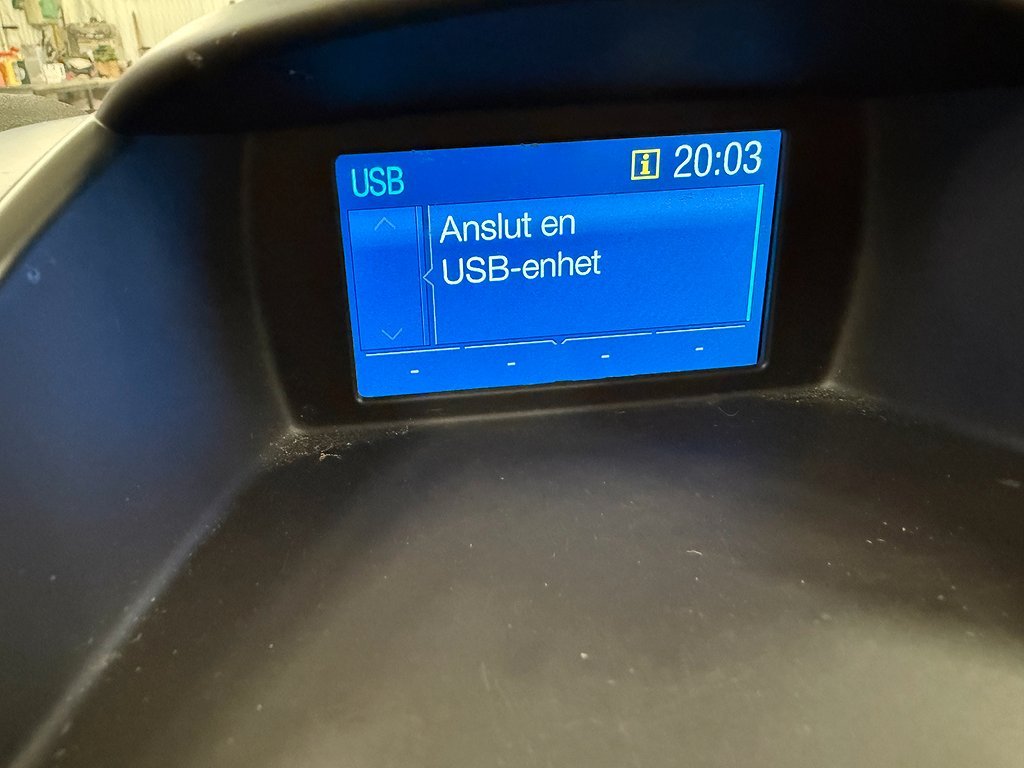 USB
i 20:03
Anslut en
USB-enhet
- - - -